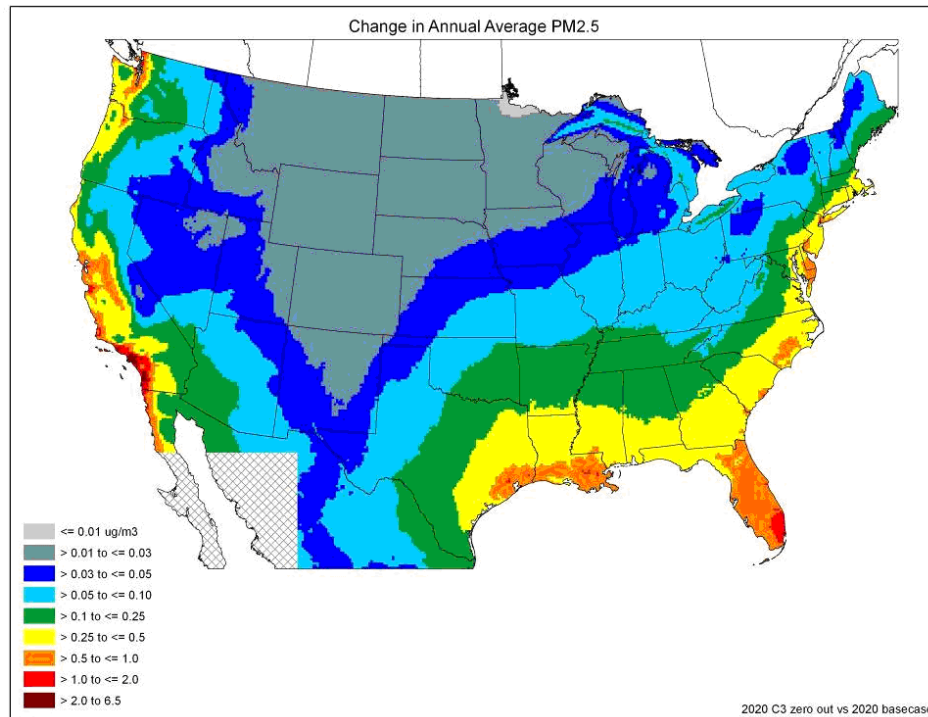 Change in Annual Average PM2.5
<= 0.01 ug/m3
> 0.01 to <= 0.03
> 0.03 to <= 0.05
> 0.05 to <= 0.10
> 0.1 to <= 0.25
> 0.25 to <= 0.5
> 0.5 to <= 1.0
> 1.0 to <= 2.0
> 2.0 to 6.5
2020 C3 zero out vs 2020 basecase